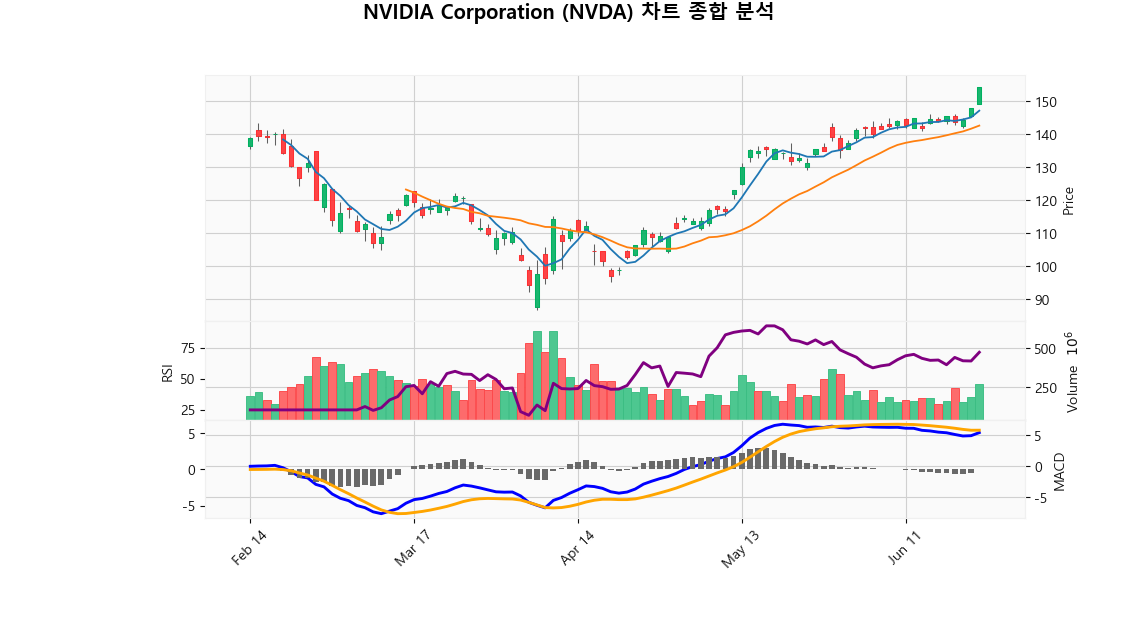 NVIDIA Corporation (NVDA) 차트 종합 분석
150
140
130
120
110
100
90
Price
75
50
25
RSI
500
250
Volume 10⁶
5
0
-5
5
0
-5
MACD
Feb 14
Mar 17
Apr 14
May 13
Jun 11